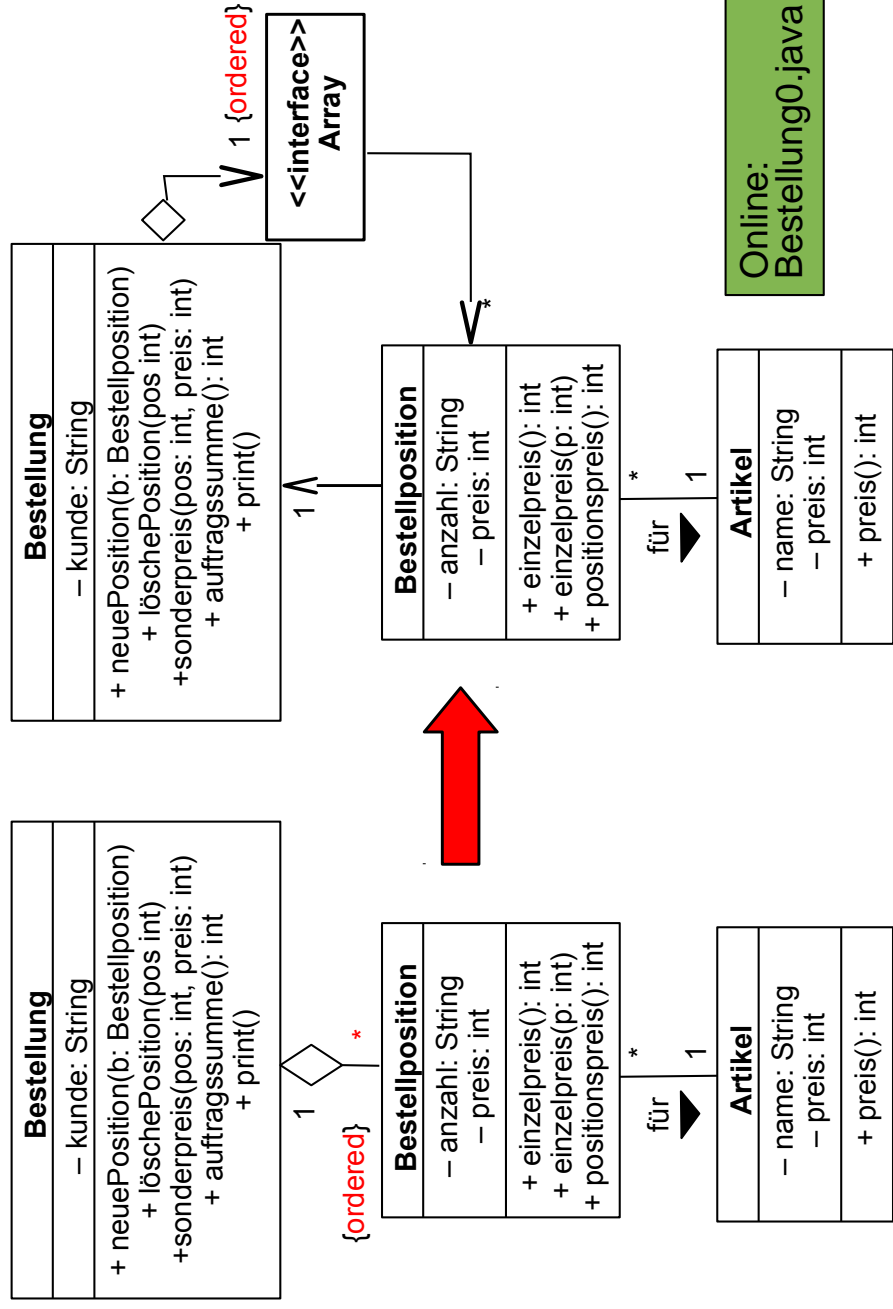 Bestellung
– kunde: String
+ neuePosition(b: Bestellposition)
+ löschePosition(pos int)
+sonderpreis(pos: int, preis: int)
+ auftragssumme(): int
+ print()
1
*
{ordered}
Bestellposition
– anzahl: String
– preis: int
+ einzelpreis(): int
+ einzelpreis(p: int)
+ positionspreis(): int
*
für
1
Artikel
– name: String
– preis: int
+ preis(): int
Bestellung
– kunde: String
+ neuePosition(b: Bestellposition)
+ löschePosition(pos int)
+sonderpreis(pos: int, preis: int)
+ auftragssumme(): int
+ print()
1 {ordered}
<<interface>>
Array
1
*
Bestellposition
– anzahl: String
– preis: int
+ einzelpreis(): int
+ einzelpreis(p: int)
+ positionspreis(): int
*
für
1
Artikel
– name: String
– preis: int
+ preis(): int
Online:
Bestellung0.java